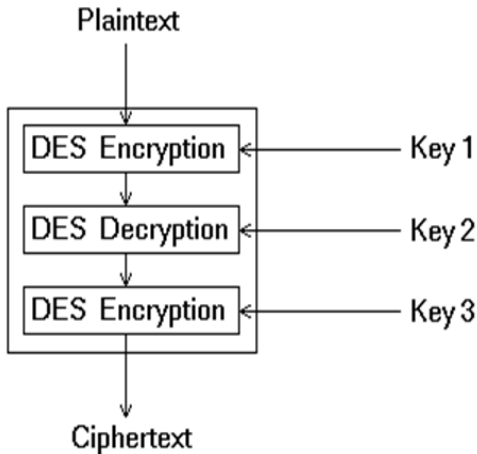 Plaintext
DES Encryption
Key 1
DES Decryption
Key 2
DES Encryption
Key 3
Ciphertext